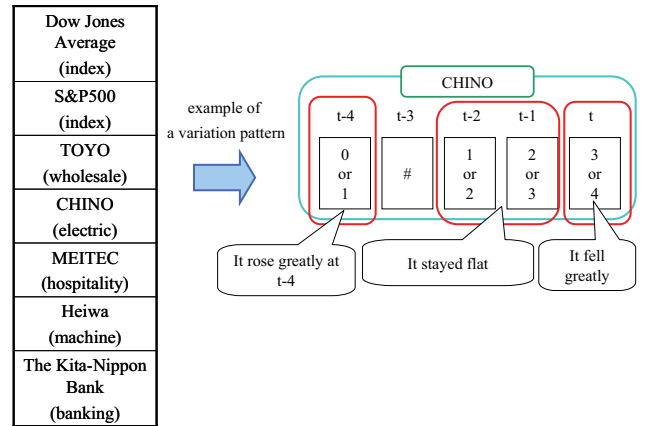 Dow Jones
Average
(index)
S&P500
(index)
TOYO
(wholesale)
CHINO
(electric)
MEITEC
(hospitality)
Heiwa
(machine)
The Kita-Nippon
Bank
(banking)
example of
a variation pattern
CHINO
t-4 t-3 t-2 t-1 t
0 1 2 3
or # or or or
1 2 3 4
It rose greatly at
t-4
It stayed flat
It fell
greatly